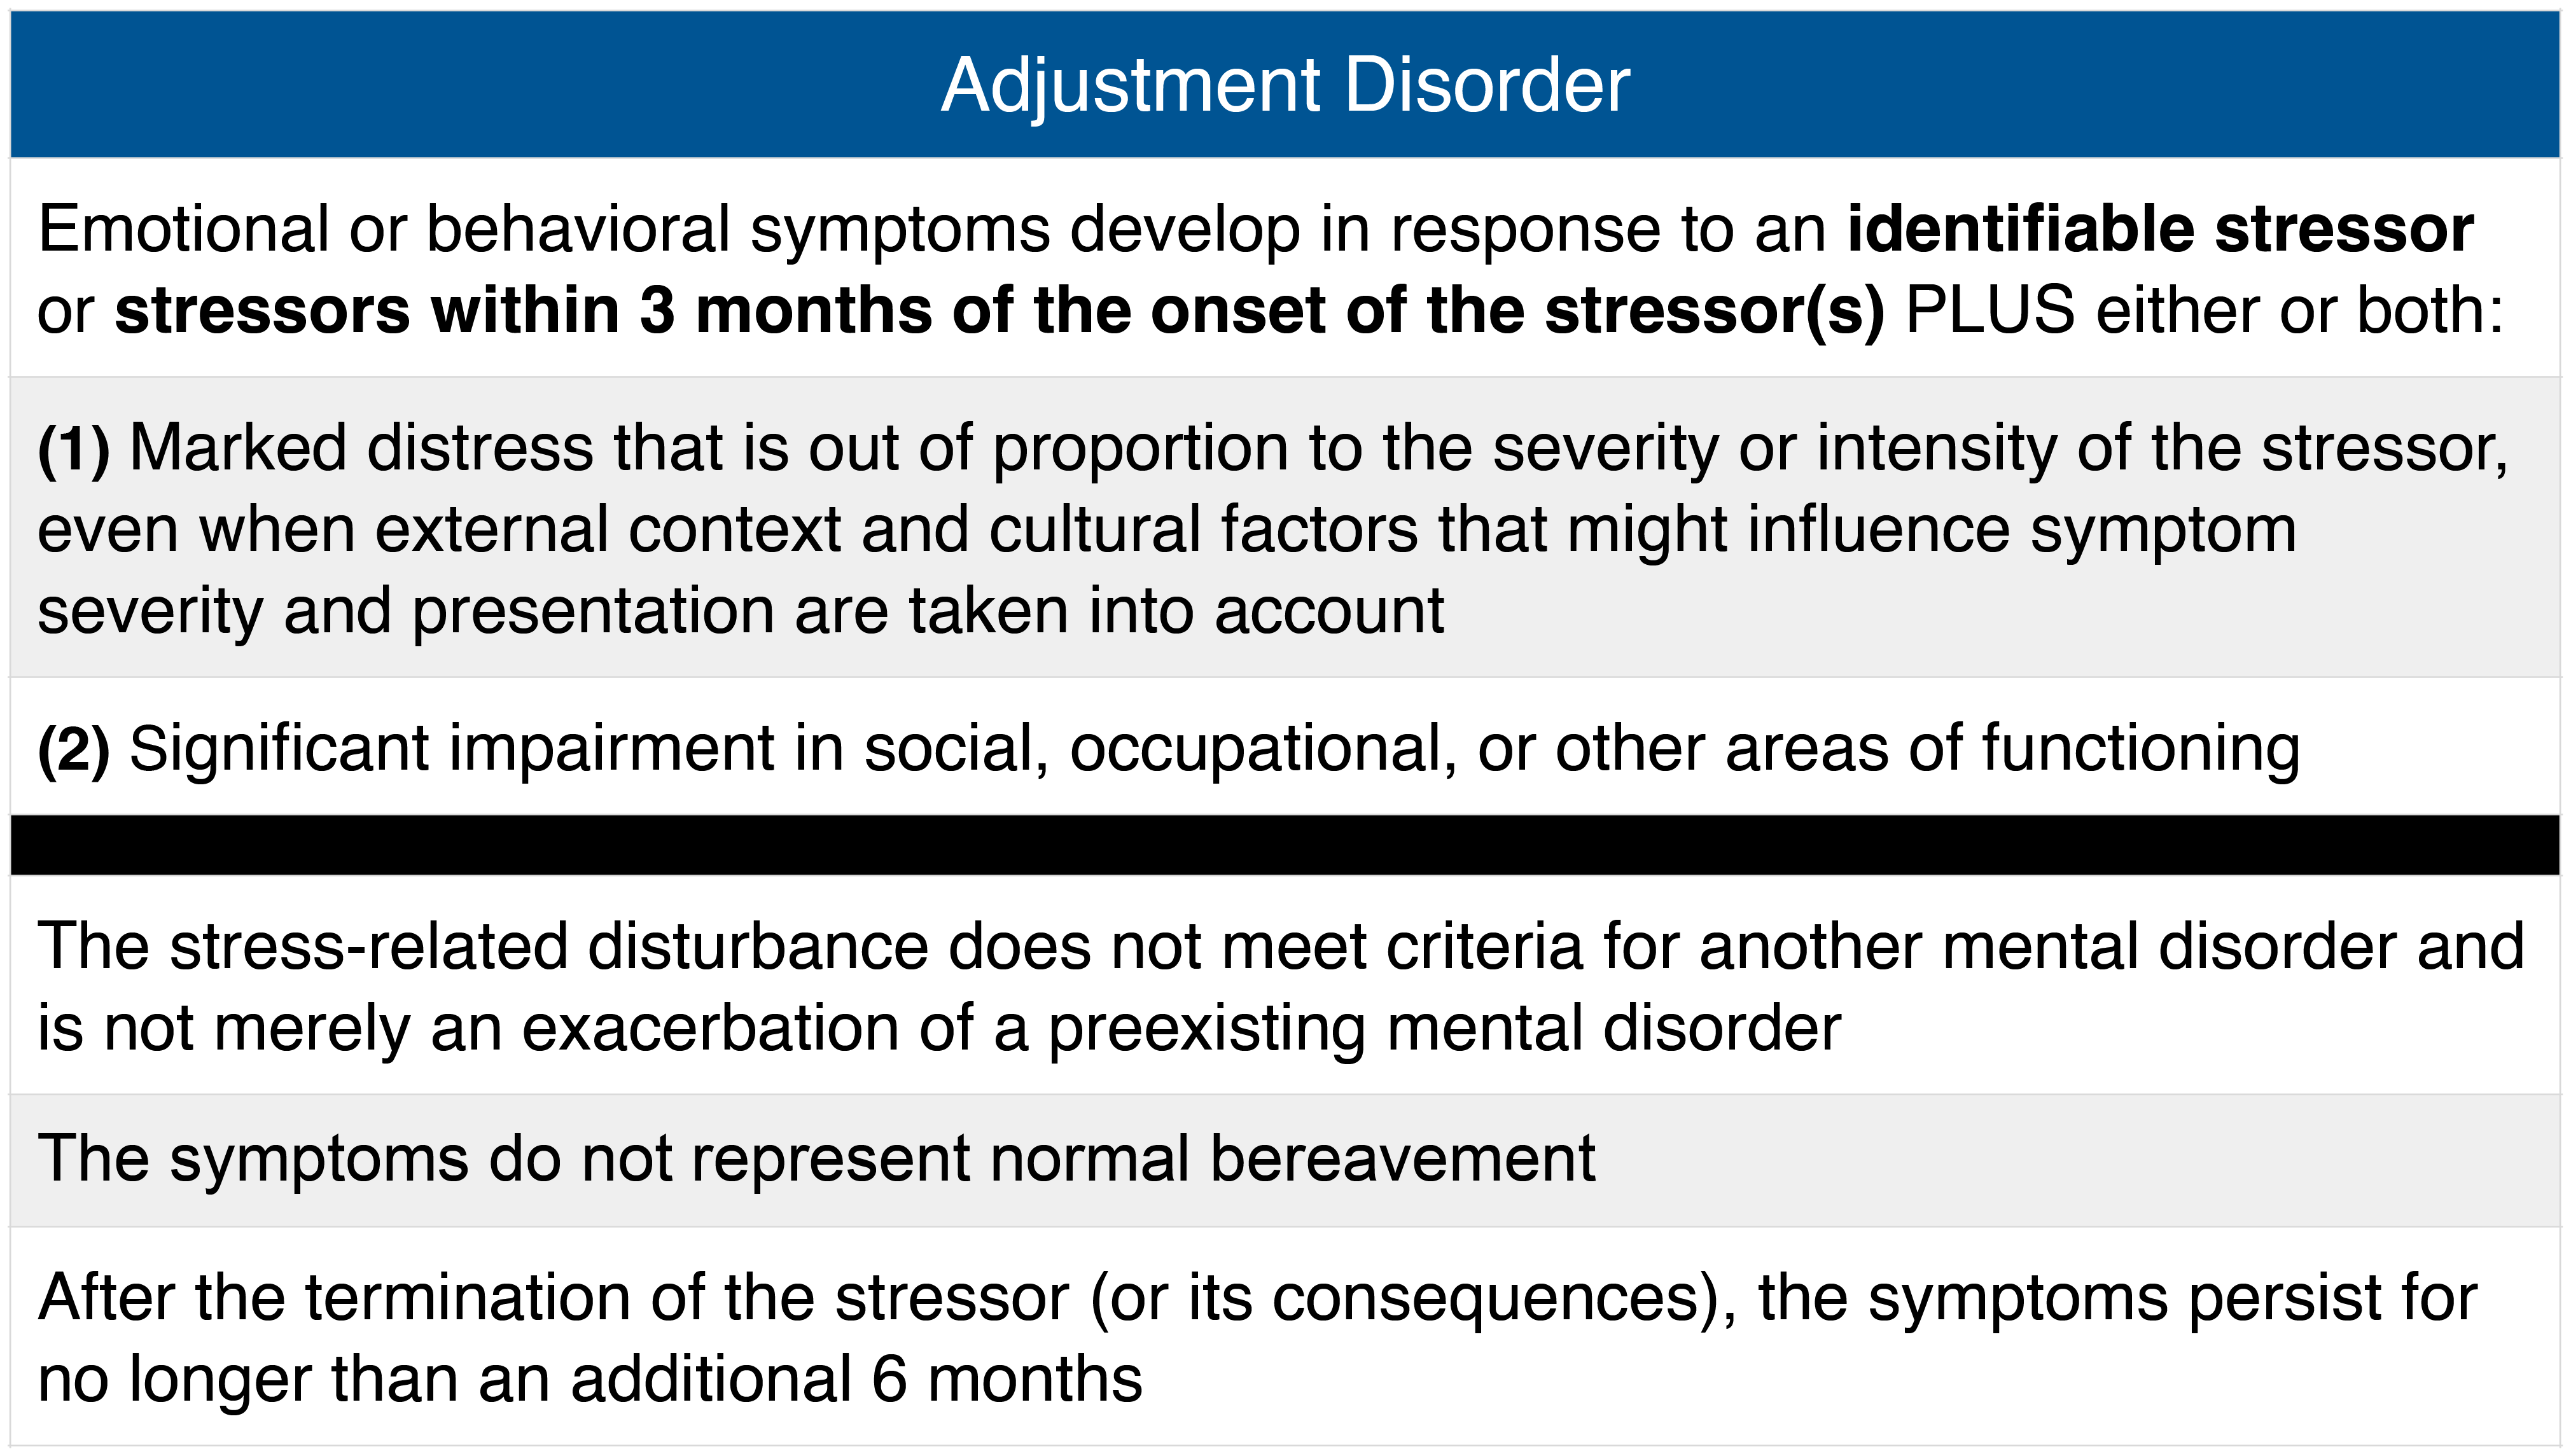 Adjustment Disorder
Emotional or behavioral symptoms develop in response to an identifiable stressor
or stressors within 3 months of the onset of the stressor(s) PLUS either or both:
(1) Marked distress that is out of proportion to the severity or intensity of the stressor,
even when external context and cultural factors that might influence symptom
severity and presentation are taken into account
(2) Significant impairment in social, occupational, or other areas of functioning
The stress-related disturbance does not meet criteria for another mental disorder and
is not merely an exacerbation of a preexisting mental disorder
The symptoms do not represent normal bereavement
After the termination of the stressor (or its consequences), the symptoms persist for
no longer than an additional 6 months